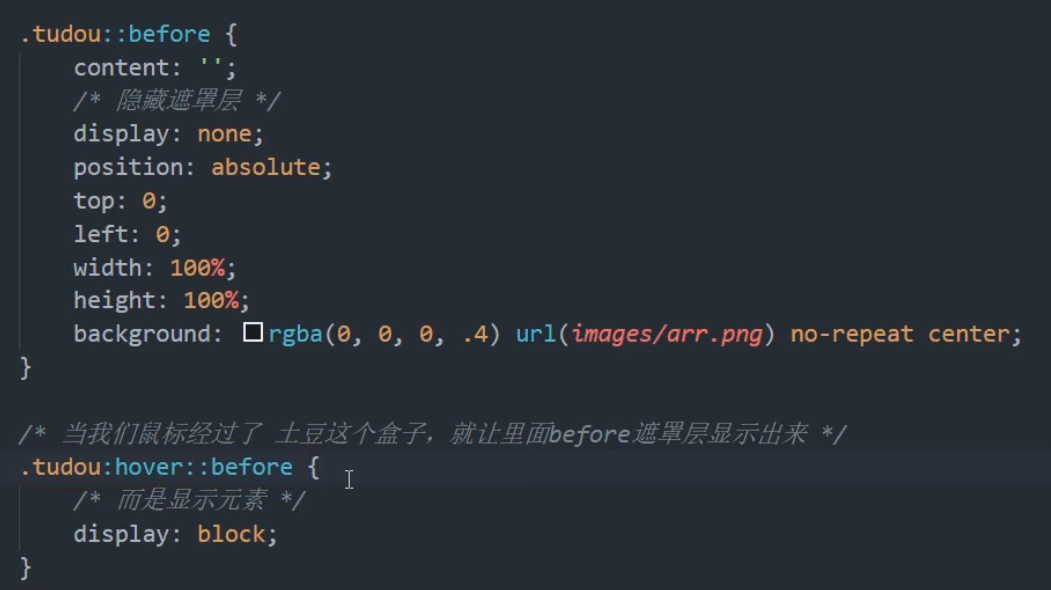 .tudou::before {
    content: '';
    /* 隐藏遮罩层 */
    display: none;
    position: absolute;
    top: 0;
    left: 0;
    width: 100%;
    height: 100%;
    background: rgba(0, 0, 0, .4) url(images/arr.png) no-repeat center;
}
/* 当我们鼠标经过了 土豆这个盒子，就让里面before遮罩层显示出来 */
.tudou:hover::before {
    /* 而是显示元素 */
    display: block;
}